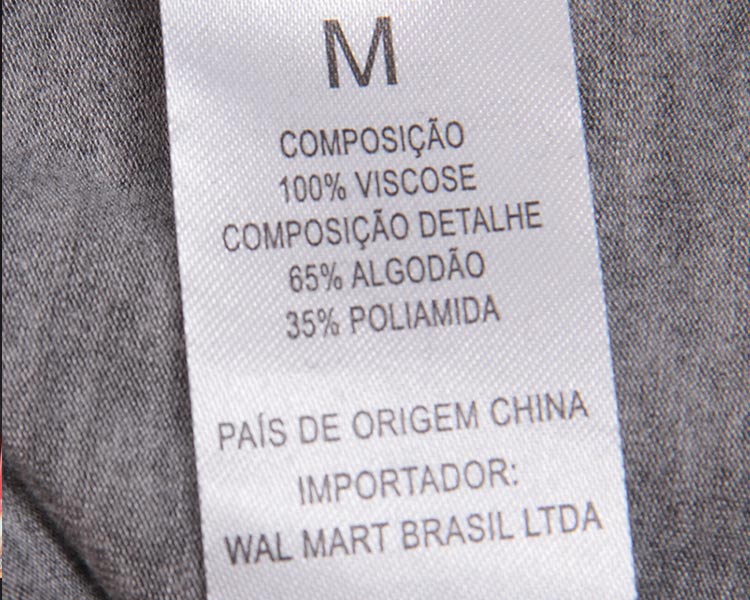 M
COMPOSIÇÃO
100% VISCOSE
COMPOSIÇÃO DETALHE
65% ALGODÃO
35% POLIAMIDA
PAÍS DE ORIGEM CHINA
IMPORTADOR:
WAL MART BRASIL LTDA